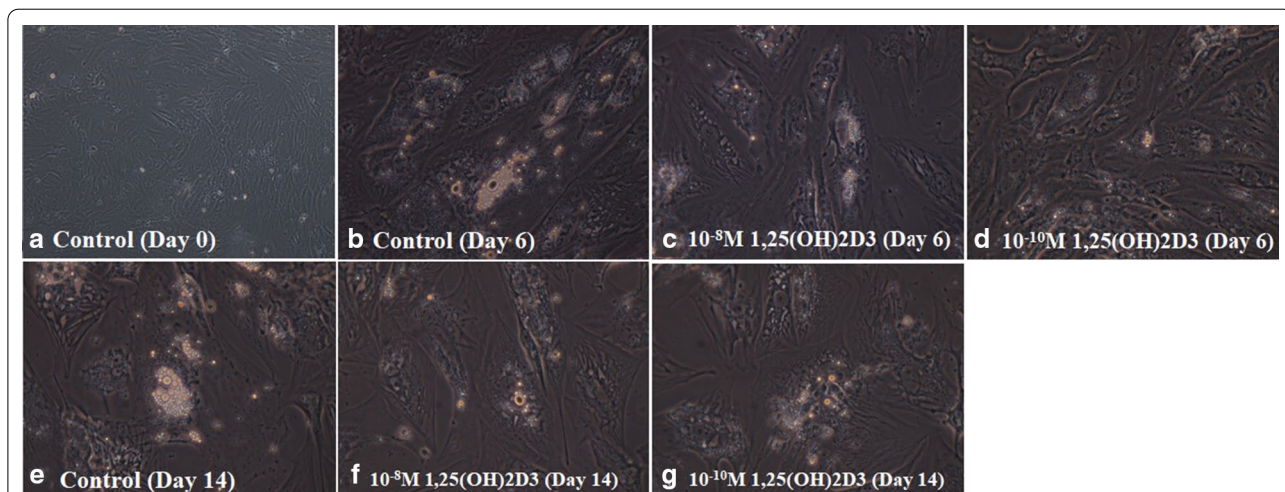 a Control (Day 0)
b Control (Day 6)
c 10⁻⁸M 1,25(OH)2D3 (Day 6)
d 10⁻¹⁰M 1,25(OH)2D3 (Day 6)
e Control (Day 14)
f 10⁻⁸M 1,25(OH)2D3 (Day 14)
g 10⁻¹⁰M 1,25(OH)2D3 (Day 14)